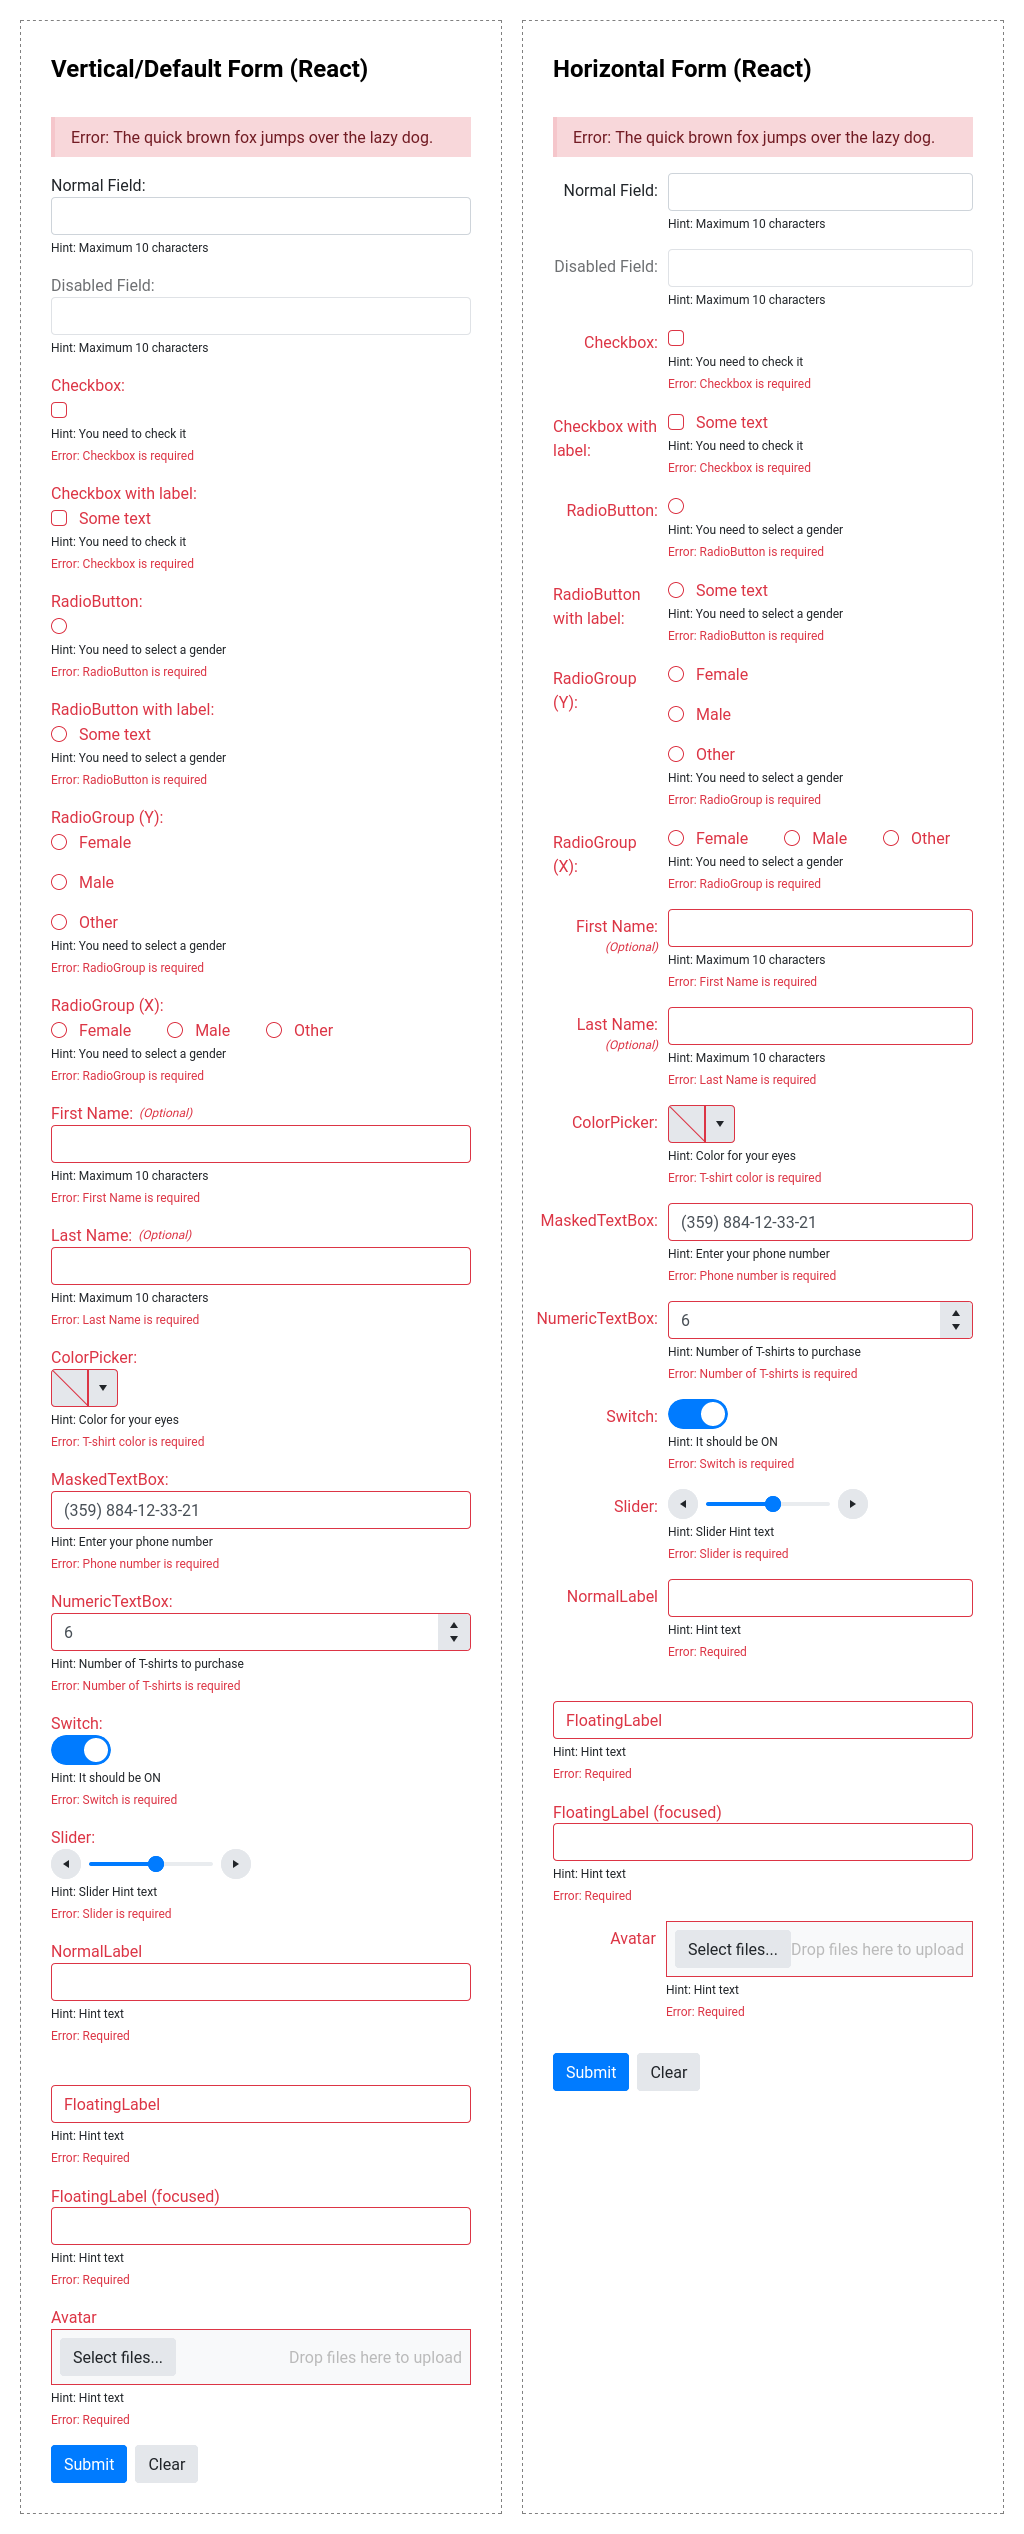 Vertical/Default Form (React)
Error: The quick brown fox jumps over the lazy dog.
Normal Field:
Hint: Maximum 10 characters
Disabled Field:
Hint: Maximum 10 characters
Checkbox:
Hint: You need to check it
Error: Checkbox is required
Checkbox with label:
Some text
Hint: You need to check it
Error: Checkbox is required
RadioButton:
Hint: You need to select a gender
Error: RadioButton is required
RadioButton with label:
Some text
Hint: You need to select a gender
Error: RadioButton is required
RadioGroup (Y):
Female
Male
Other
Hint: You need to select a gender
Error: RadioGroup is required
RadioGroup (X):
Female Male Other
Hint: You need to select a gender
Error: RadioGroup is required
First Name: (Optional)
Hint: Maximum 10 characters
Error: First Name is required
Last Name: (Optional)
Hint: Maximum 10 characters
Error: Last Name is required
ColorPicker:
Hint: Color for your eyes
Error: T-shirt color is required
MaskedTextBox:
(359) 884-12-33-21
Hint: Enter your phone number
Error: Phone number is required
NumericTextBox:
6
Hint: Number of T-shirts to purchase
Error: Number of T-shirts is required
Switch:
Hint: It should be ON
Error: Switch is required
Slider:
Hint: Slider Hint text
Error: Slider is required
NormalLabel
Hint: Hint text
Error: Required
FloatingLabel
Hint: Hint text
Error: Required
FloatingLabel (focused)
Hint: Hint text
Error: Required
Avatar
Select files... Drop files here to upload
Hint: Hint text
Error: Required
Submit Clear
Horizontal Form (React)
Error: The quick brown fox jumps over the lazy dog.
Normal Field:
Hint: Maximum 10 characters
Disabled Field:
Hint: Maximum 10 characters
Checkbox:
Hint: You need to check it
Error: Checkbox is required
Checkbox with
label:
Some text
Hint: You need to check it
Error: Checkbox is required
RadioButton:
Hint: You need to select a gender
Error: RadioButton is required
RadioButton
with label:
Some text
Hint: You need to select a gender
Error: RadioButton is required
RadioGroup
(Y):
Female
Male
Other
Hint: You need to select a gender
Error: RadioGroup is required
RadioGroup
(X):
Female Male Other
Hint: You need to select a gender
Error: RadioGroup is required
First Name:
(Optional)
Hint: Maximum 10 characters
Error: First Name is required
Last Name:
(Optional)
Hint: Maximum 10 characters
Error: Last Name is required
ColorPicker:
Hint: Color for your eyes
Error: T-shirt color is required
MaskedTextBox:
(359) 884-12-33-21
Hint: Enter your phone number
Error: Phone number is required
NumericTextBox:
6
Hint: Number of T-shirts to purchase
Error: Number of T-shirts is required
Switch:
Hint: It should be ON
Error: Switch is required
Slider:
Hint: Slider Hint text
Error: Slider is required
NormalLabel
Hint: Hint text
Error: Required
FloatingLabel
Hint: Hint text
Error: Required
FloatingLabel (focused)
Hint: Hint text
Error: Required
Avatar
Select files... Drop files here to upload
Hint: Hint text
Error: Required
Submit Clear